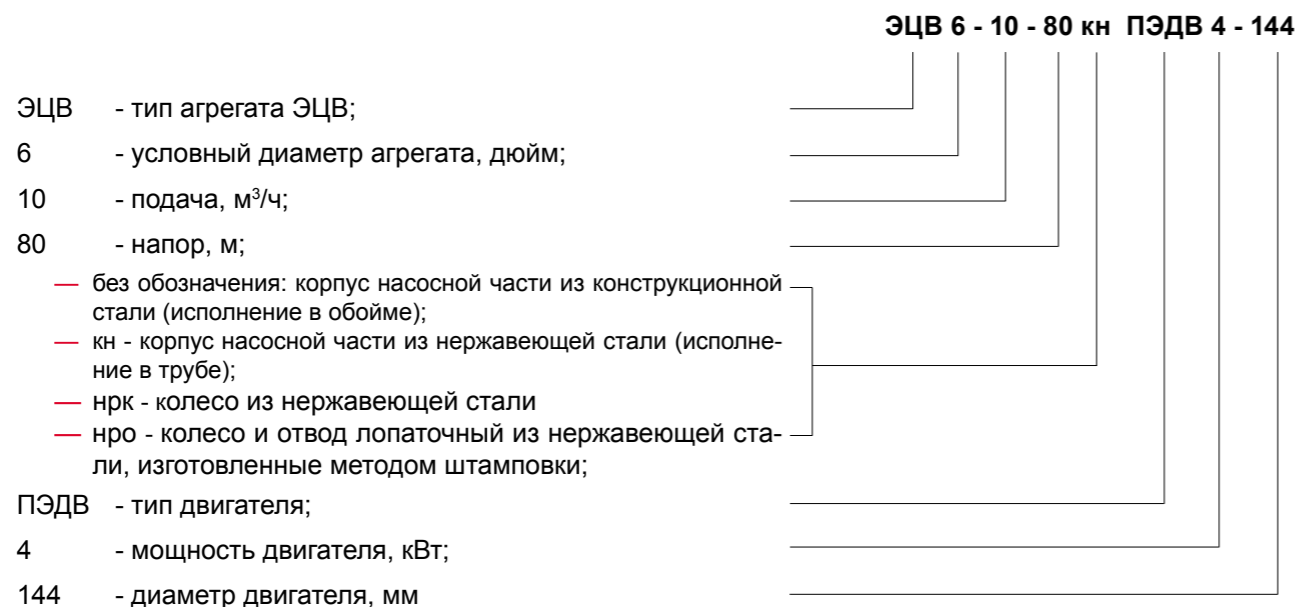 ЭЦВ 6 - 10 - 80 кн ПЭДВ 4 - 144
ЭЦВ - тип агрегата ЭЦВ;
6 - условный диаметр агрегата, дюйм;
10 - подача, м³/ч;
80 - напор, м;
— без обозначения: корпус насосной части из конструкционной
стали (исполнение в обойме);
— кн - корпус насосной части из нержавеющей стали (исполне-
ние в трубе);
— нрк - колесо из нержавеющей стали
— нро - колесо и отвод лопаточный из нержавеющей ста-
ли, изготовленные методом штамповки;
ПЭДВ - тип двигателя;
4 - мощность двигателя, кВт;
144 - диаметр двигателя, мм